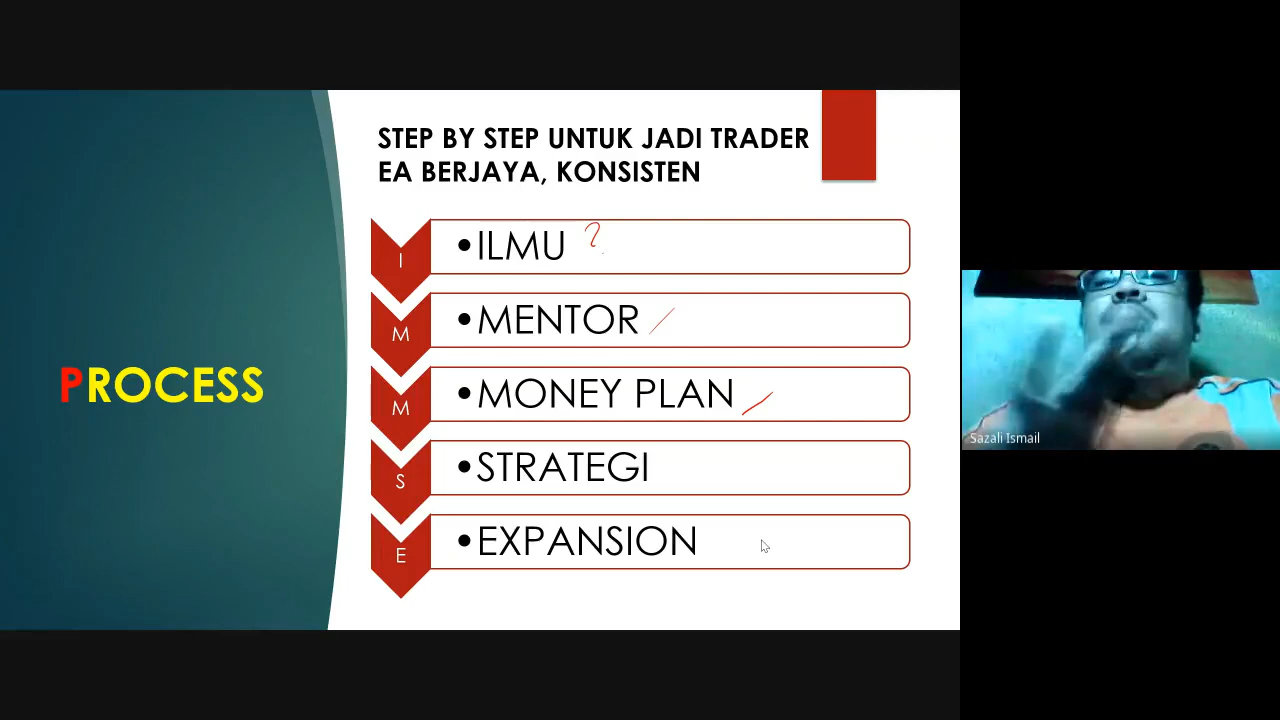 STEP BY STEP UNTUK JADI TRADER
EA BERJAYA, KONSISTEN
PROCESS
I
•ILMU ?
M
•MENTOR /
M
•MONEY PLAN /
S
•STRATEGI
E
•EXPANSION
Sazali Ismail